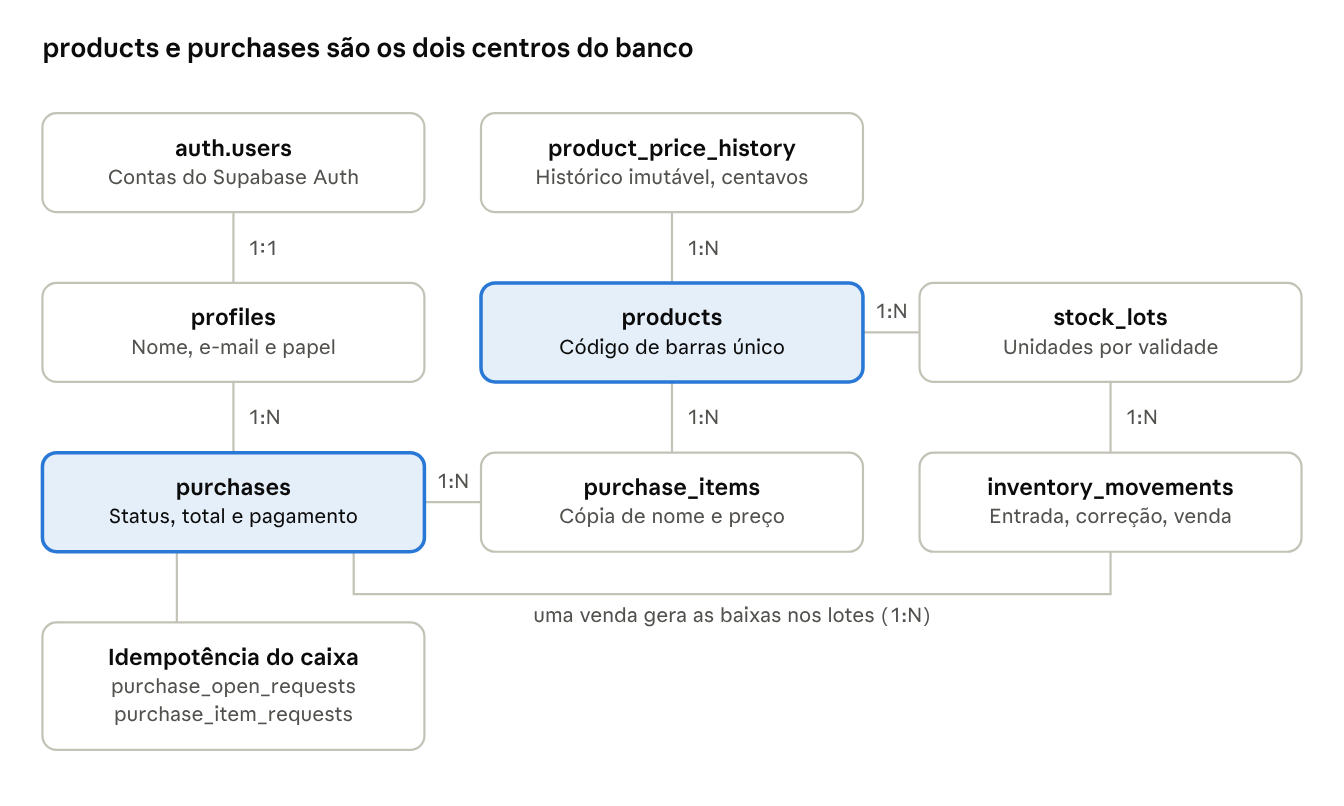 products e purchases são os dois centros do banco
auth.users
Contas do Supabase Auth
product_price_history
Histórico imutável, centavos
1:1
1:N
profiles
Nome, e-mail e papel
products
Código de barras único
1:N
stock_lots
Unidades por validade
1:N
1:N
1:N
purchases
Status, total e pagamento
1:N
purchase_items
Cópia de nome e preço
inventory_movements
Entrada, correção, venda
uma venda gera as baixas nos lotes (1:N)
Idempotência do caixa
purchase_open_requests
purchase_item_requests